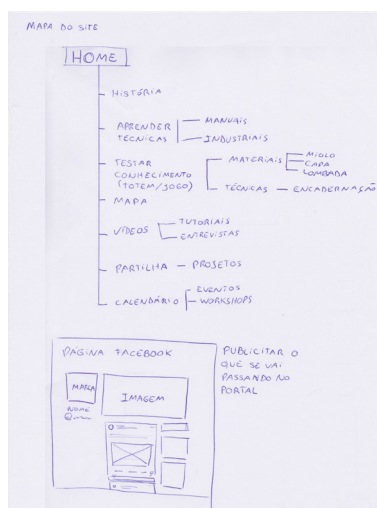 MAPA DO SITE
HOME
HISTÓRIA
APRENDER
TÉCNICAS
MANUAIS
INDUSTRIAIS
TESTAR
CONHECIMENTO
(TOTEM/JOGO)
MATERIAIS
MIOLO
CAPA
LOMBADA
TÉCNICAS
ENCADERNAÇÃO
MAPA
VÍDEOS
TUTORIAIS
ENTREVISTAS
PARTILHA
PROJETOS
CALENDÁRIO
EVENTOS
WORKSHOPS
PÁGINA FACEBOOK
MARCA
IMAGEM
NOME
PUBLICITAR O
QUE SE VAI
PASSANDO NO
PORTAL